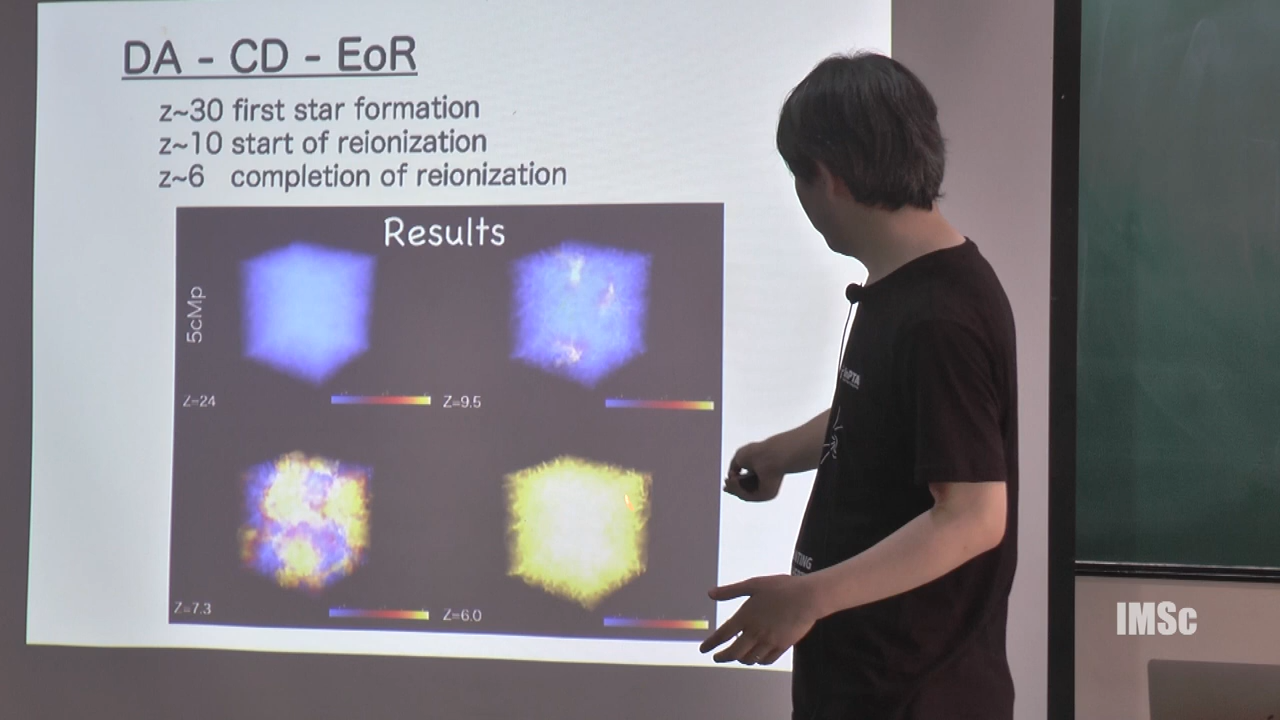 DA - CD - EoR
z~30 first star formation
z~10 start of reionization
z~6 completion of reionization
Results
5cMp
Z=24
Z=9.5
Z=7.3
Z=6.0
IMSc